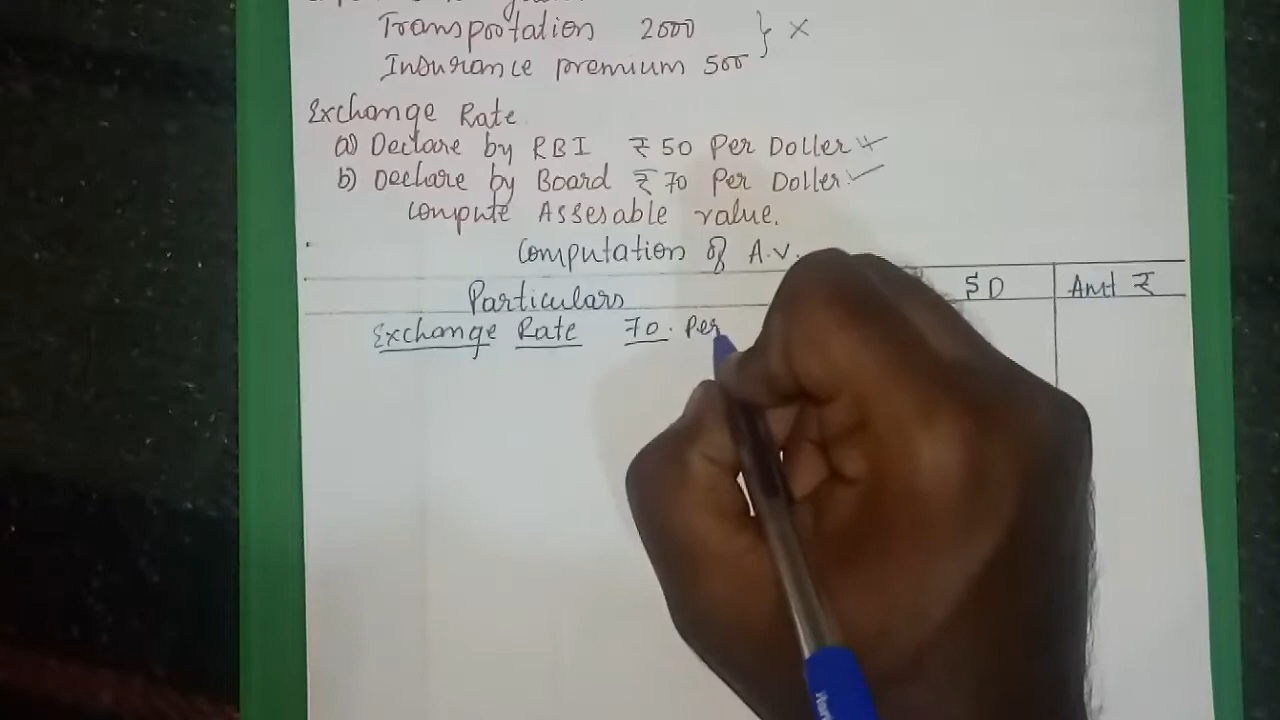 Transpotation 2000 } ×
Insurance premium 500
Exchange Rate
a) Declare by RBI ₹ 50 Per Doller ×
b) Declare by Board ₹ 70 Per Doller ✓
Compute Assesable value.
Computation of A.V.
Particulars $ D Amt ₹
Exchange Rate 70. Per